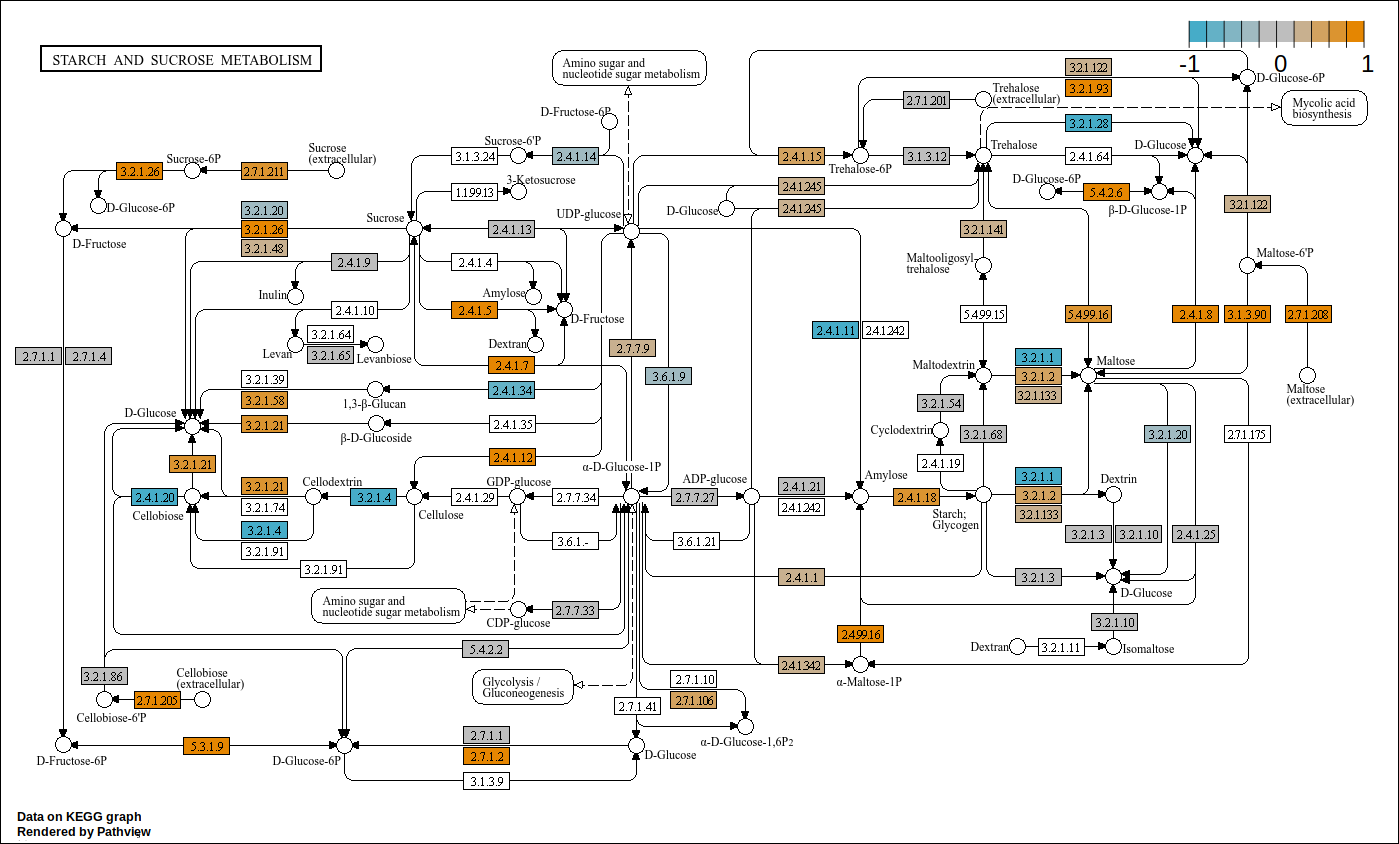 STARCH AND SUCROSE METABOLISM
-1
0
1
Amino sugar and
nucleotide sugar metabolism
D-Fructose-6P
3.2.1.122
3.2.1.93
D-Glucose-6P
2.7.1.201
Trehalose
(extracellular)
Mycolic acid
biosynthesis
3.2.1.28
Sucrose-6'P
3.1.3.24
2.4.1.14
2.4.1.15
3.1.3.12
Trehalose
2.4.1.64
D-Glucose
Trehalose-6P
Sucrose
(extracellular)
Sucrose-6P
3.2.1.26
2.7.1.211
D-Glucose-6P
3-Ketosucrose
1.1.99.13
2.4.1.245
2.4.1.245
D-Glucose
D-Glucose-6P
5.4.2.6
β-D-Glucose-1P
3.2.1.122
3.2.1.20
3.2.1.26
3.2.1.48
D-Fructose
Sucrose
UDP-glucose
2.4.1.13
3.2.1.141
2.4.1.9
2.4.1.4
Maltooligosyl-
trehalose
Maltose-6'P
Inulin
Amylose
2.4.1.10
2.4.1.5
D-Fructose
5.4.99.15
5.4.99.16
2.4.1.8
3.1.3.90
2.7.1.208
3.2.1.64
3.2.1.65
Levan
Levanbiose
Dextran
2.4.1.11
2.4.1.242
2.7.1.1
2.7.1.4
2.7.7.9
2.4.1.7
3.6.1.9
Maltodextrin
3.2.1.1
3.2.1.2
3.2.1.133
Maltose
Maltose
(extracellular)
3.2.1.39
3.2.1.58
2.4.1.34
1,3-β-Glucan
3.2.1.54
D-Glucose
3.2.1.21
2.4.1.35
β-D-Glucoside
Cyclodextrin
3.2.1.68
3.2.1.20
2.7.1.175
3.2.1.21
2.4.1.12
α-D-Glucose-1P
2.4.1.19
2.4.1.20
Cellobiose
3.2.1.21
3.2.1.74
3.2.1.4
3.2.1.91
Cellodextrin
3.2.1.4
Cellulose
2.4.1.29
GDP-glucose
2.7.7.34
2.7.7.27
ADP-glucose
2.4.1.21
2.4.1.242
Amylose
2.4.1.18
Starch;
Glycogen
3.2.1.1
3.2.1.2
3.2.1.133
Dextrin
3.2.1.3
3.2.1.10
2.4.1.25
3.6.1.-
3.6.1.21
3.2.1.91
2.4.1.1
3.2.1.3
D-Glucose
Amino sugar and
nucleotide sugar metabolism
2.7.7.33
CDP-glucose
3.2.1.10
2.4.99.16
5.4.2.2
Dextran
3.2.1.11
Isomaltose
3.2.1.86
Cellobiose
(extracellular)
2.4.1.342
α-Maltose-1P
Glycolysis /
Gluconeogenesis
2.7.1.10
2.7.1.106
2.7.1.205
Cellobiose-6'P
2.7.1.41
α-D-Glucose-1,6P2
5.3.1.9
2.7.1.1
2.7.1.2
3.1.3.9
D-Fructose-6P
D-Glucose-6P
D-Glucose
Data on KEGG graph
Rendered by Pathview